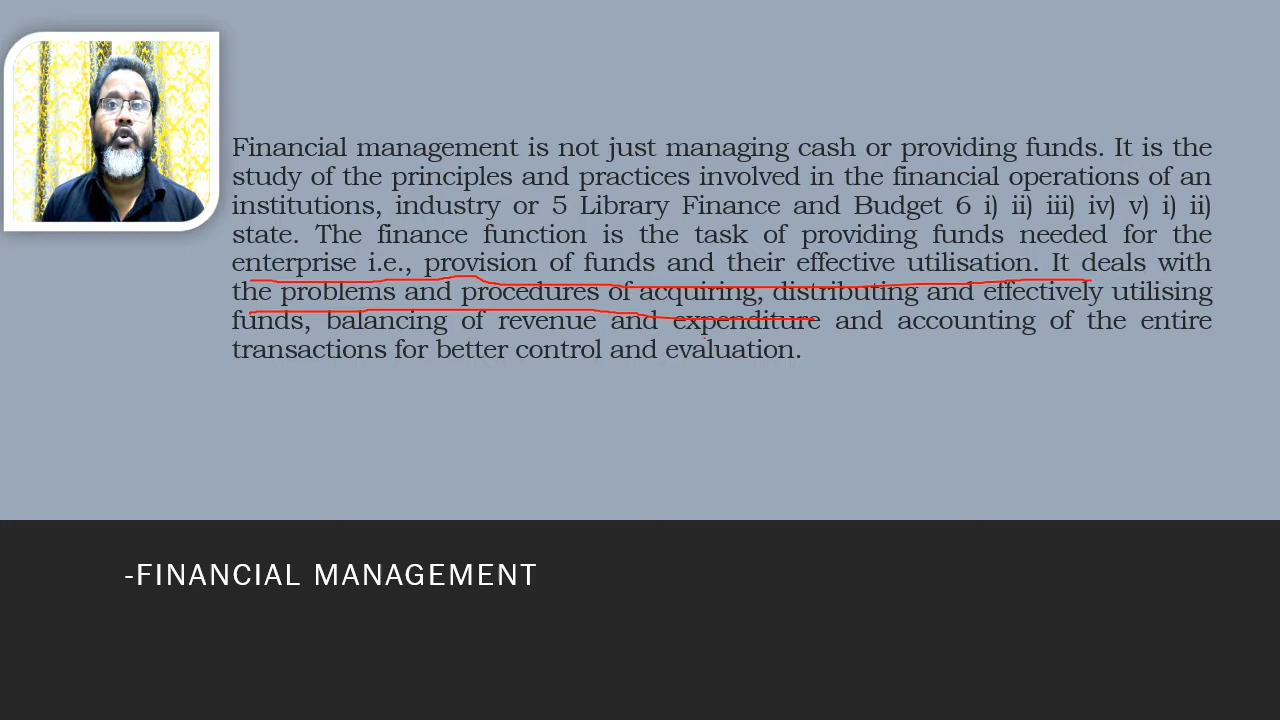 Financial management is not just managing cash or providing funds. It is the
study of the principles and practices involved in the financial operations of an
institutions, industry or 5 Library Finance and Budget 6 i) ii) iii) iv) v) i) ii)
state. The finance function is the task of providing funds needed for the
enterprise i.e., provision of funds and their effective utilisation. It deals with
the problems and procedures of acquiring, distributing and effectively utilising
funds, balancing of revenue and expenditure and accounting of the entire
transactions for better control and evaluation.
-FINANCIAL MANAGEMENT